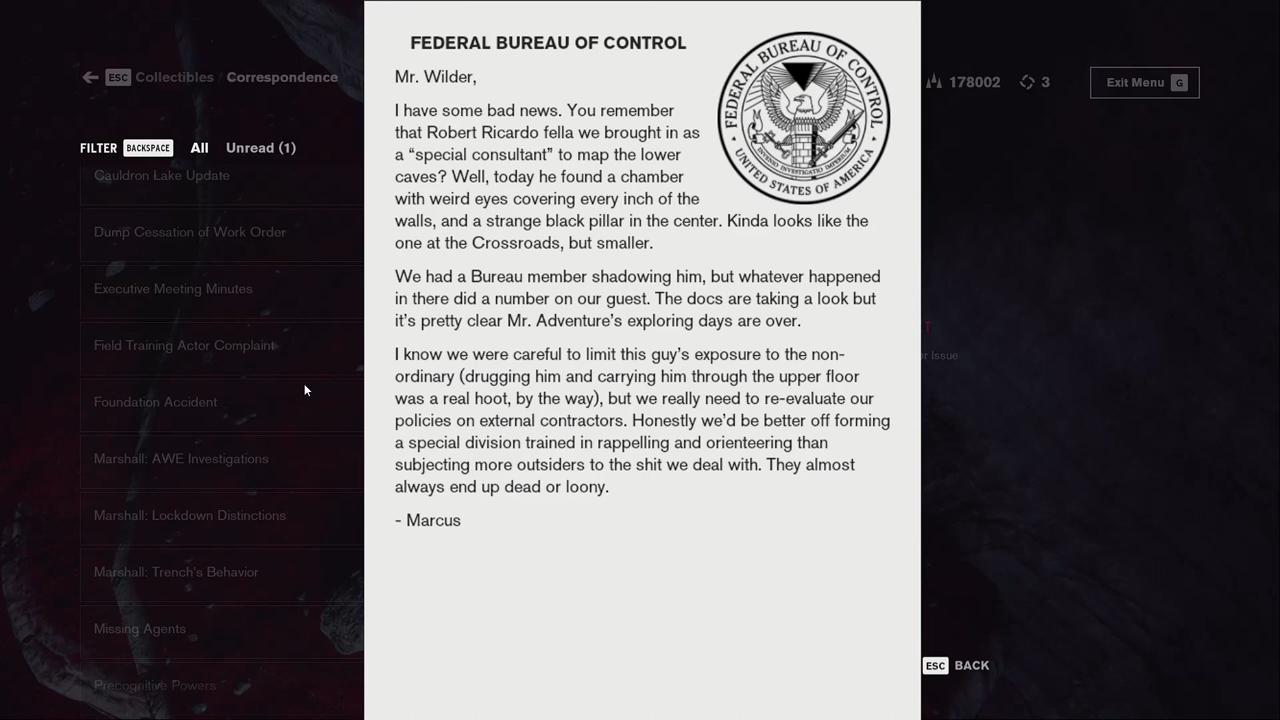 FEDERAL BUREAU OF CONTROL
FEDERAL BUREAU OF CONTROL
UNITED STATES OF AMERICA
ESC Collectibles / Correspondence
178002
3
Exit Menu G
FILTER BACKSPACE All Unread (1)
Cauldron Lake Update
Dump Cessation of Work Order
Executive Meeting Minutes
Field Training Actor Complaint
Foundation Accident
Marshall: AWE Investigations
Marshall: Lockdown Distinctions
Marshall: Trench's Behavior
Missing Agents
Precognitive Powers
Mr. Wilder,
I have some bad news. You remember
that Robert Ricardo fella we brought in as
a “special consultant” to map the lower
caves? Well, today he found a chamber
with weird eyes covering every inch of the
walls, and a strange black pillar in the center. Kinda looks like the
one at the Crossroads, but smaller.
We had a Bureau member shadowing him, but whatever happened
in there did a number on our guest. The docs are taking a look but
it’s pretty clear Mr. Adventure’s exploring days are over.
I know we were careful to limit this guy’s exposure to the non-
ordinary (drugging him and carrying him through the upper floor
was a real hoot, by the way), but we really need to re-evaluate our
policies on external contractors. Honestly we’d be better off forming
a special division trained in rappelling and orienteering than
subjecting more outsiders to the shit we deal with. They almost
always end up dead or loony.
- Marcus
T
r Issue
ESC BACK